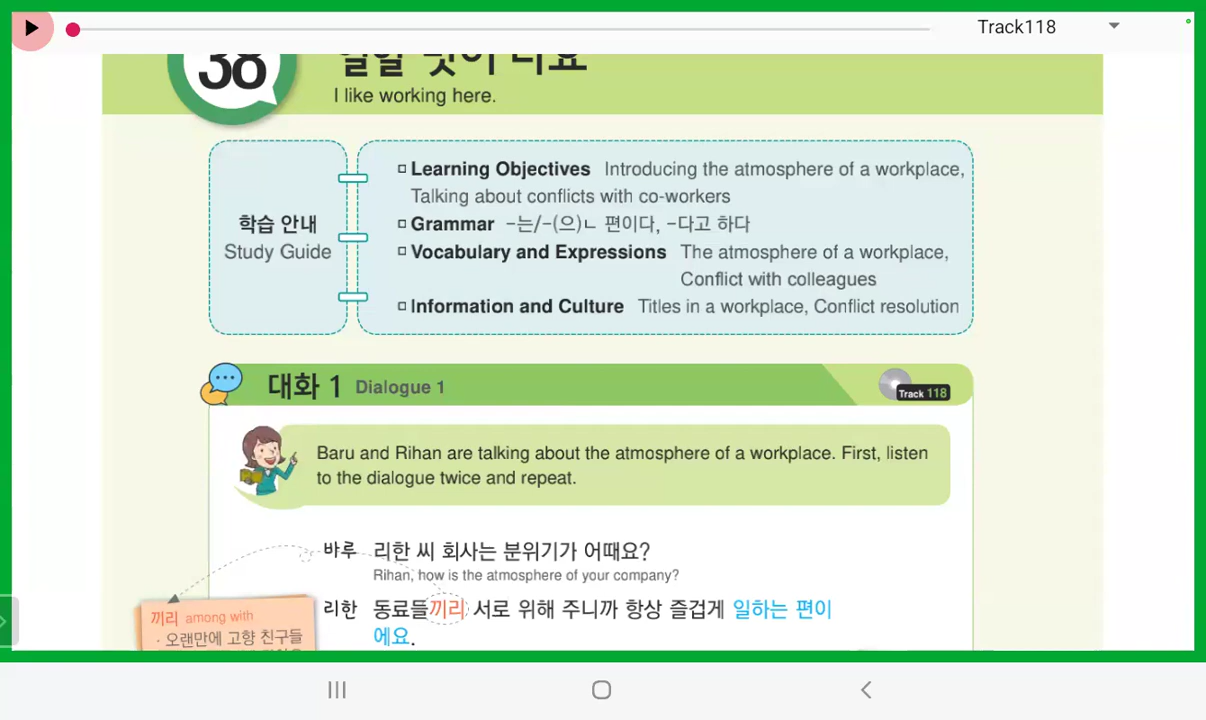 Track118
38
I like working here.
학습 안내
Study Guide
Learning Objectives Introducing the atmosphere of a workplace,
Talking about conflicts with co-workers
Grammar -는/-(으)ㄴ 편이다, -다고 하다
Vocabulary and Expressions The atmosphere of a workplace,
Conflict with colleagues
Information and Culture Titles in a workplace, Conflict resolution
대화 1 Dialogue 1
Track 118
Baru and Rihan are talking about the atmosphere of a workplace. First, listen
to the dialogue twice and repeat.
바루 리한 씨 회사는 분위기가 어때요?
Rihan, how is the atmosphere of your company?
리한 동료들끼리 서로 위해 주니까 항상 즐겁게 일하는 편이
에요.
끼리 among with
· 오랜만에 고향 친구들